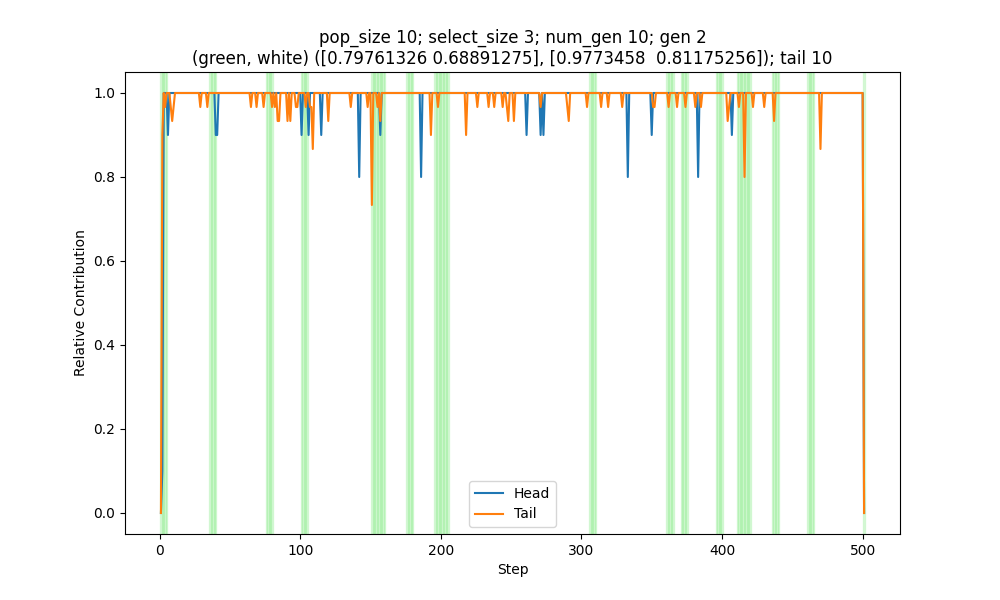 pop_size 10; select_size 3; num_gen 10; gen 2
(green, white) ([0.79761326 0.68891275], [0.9773458  0.81175256]); tail 10
1.0
0.8
0.6
0.4
0.2
0.0
Relative Contribution
Head
Tail
0 100 200 300 400 500
Step